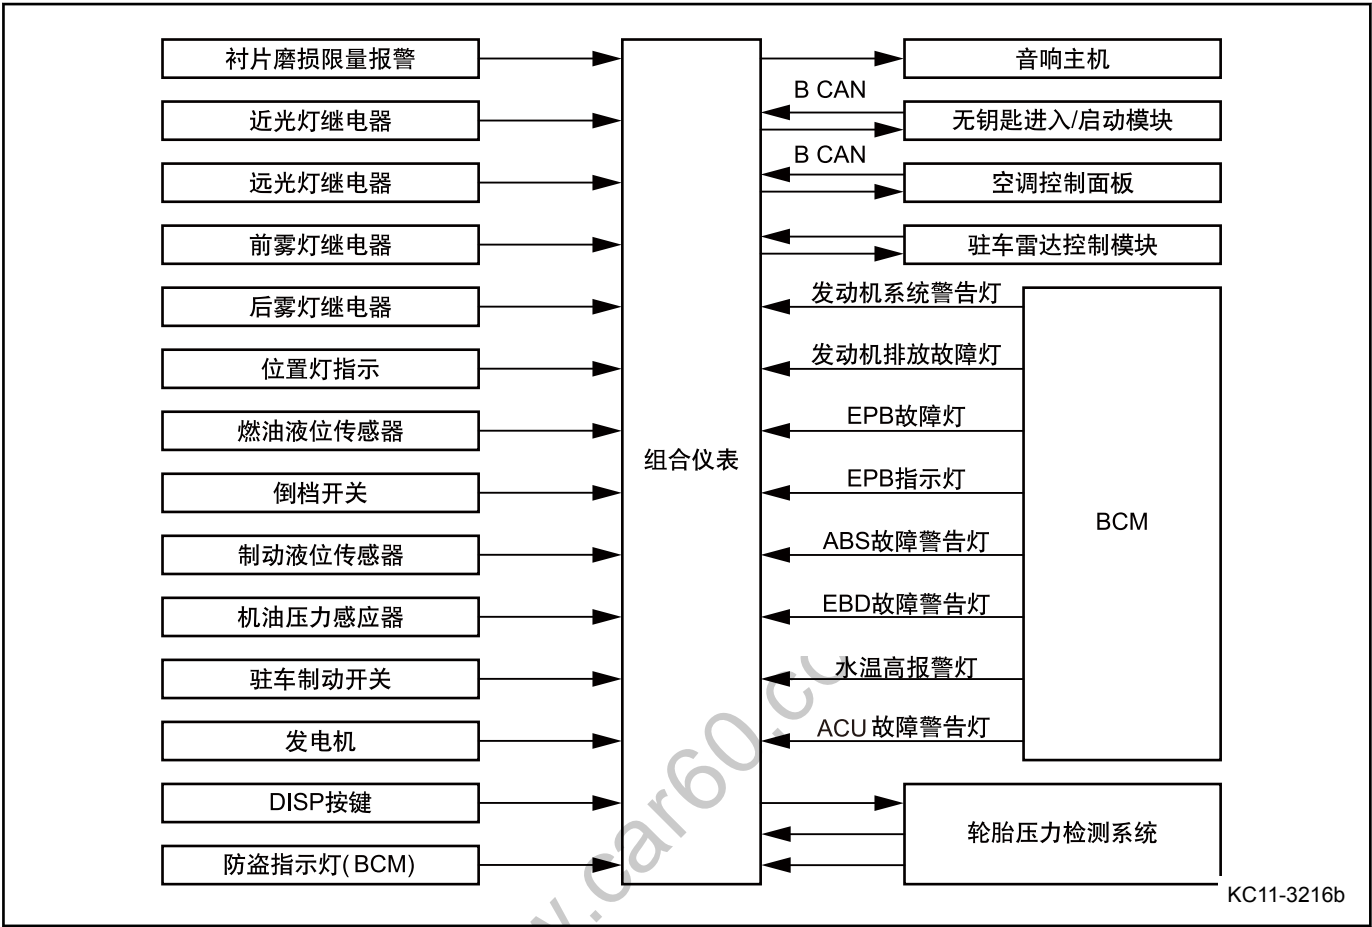 衬片磨损限量报警
近光灯继电器
远光灯继电器
前雾灯继电器
后雾灯继电器
位置灯指示
燃油液位传感器
倒档开关
制动液位传感器
机油压力感应器
驻车制动开关
发电机
DISP按键
防盗指示灯(BCM)
组合仪表
音响主机
B CAN
无钥匙进入/启动模块
B CAN
空调控制面板
驻车雷达控制模块
发动机系统警告灯
发动机排放故障灯
EPB故障灯
EPB指示灯
ABS故障警告灯
EBD故障警告灯
水温高报警灯
ACU故障警告灯
BCM
轮胎压力检测系统
KC11-3216b
.car60.co